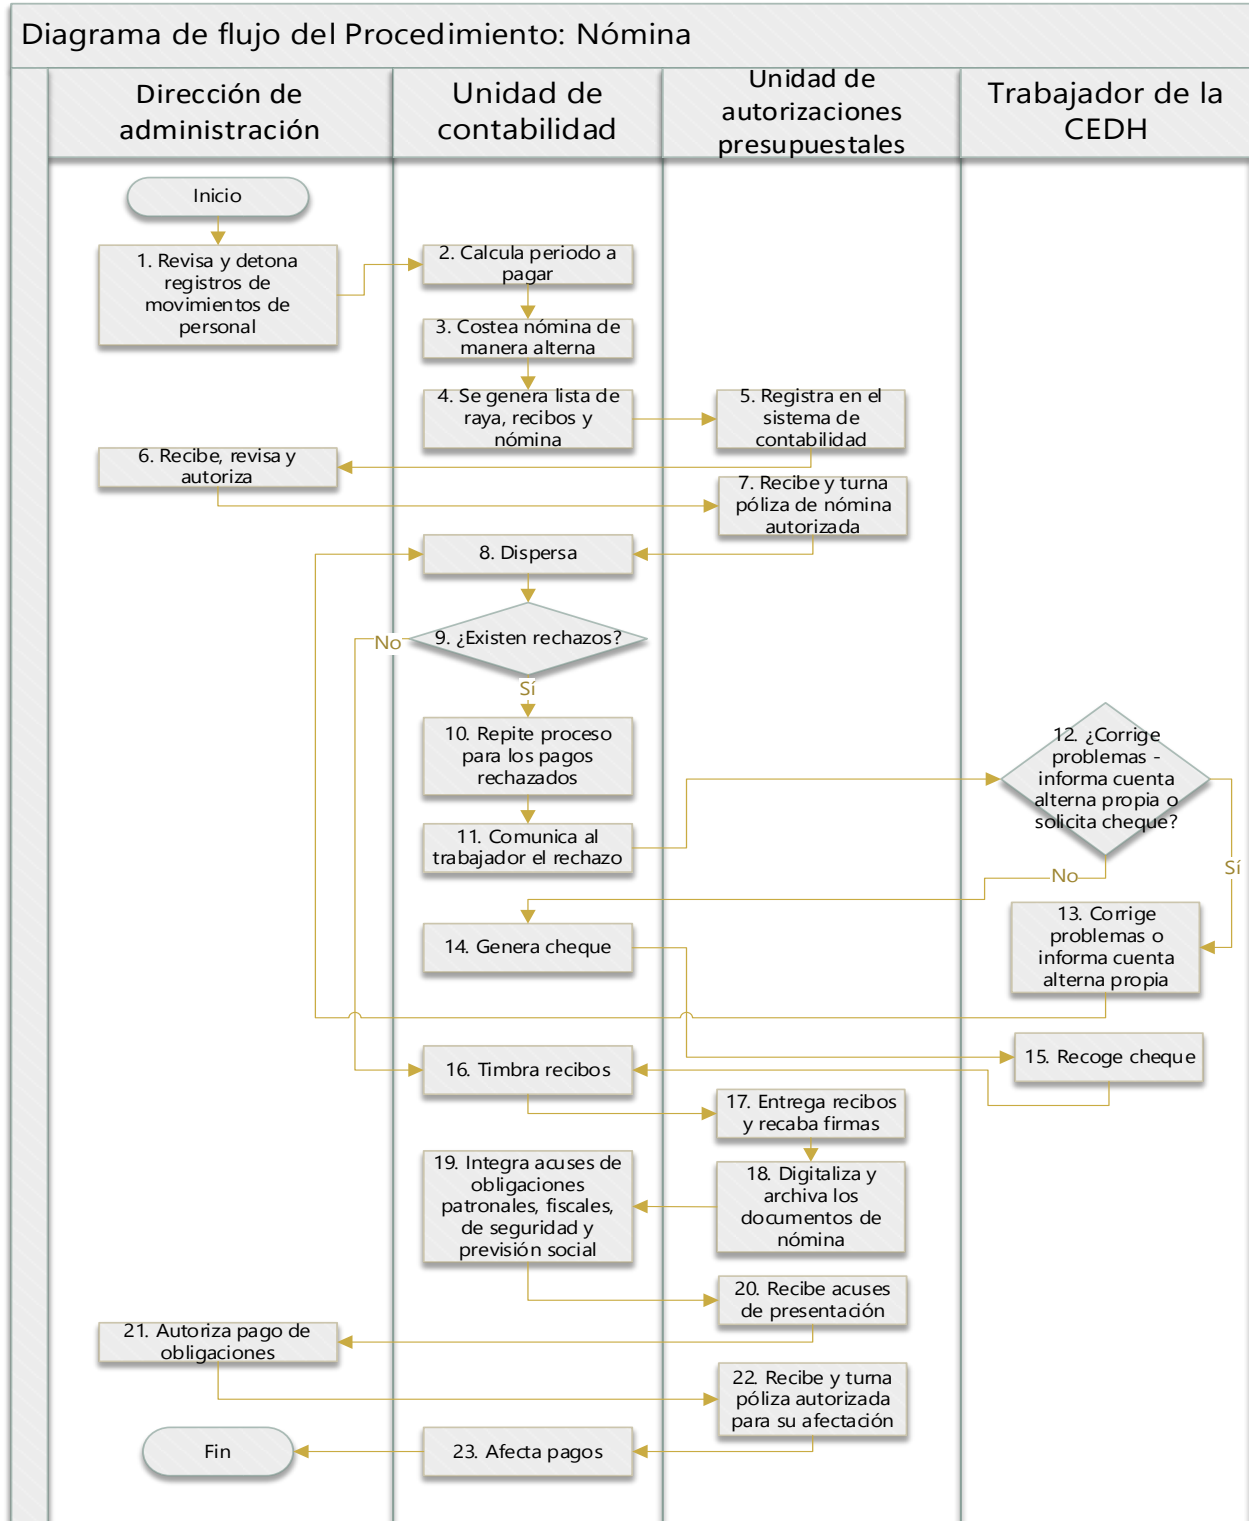 Diagrama de flujo del Procedimiento: Nómina
Dirección de
administración
Unidad de
contabilidad
Unidad de
autorizaciones
presupuestales
Trabajador de la
CEDH
Inicio
1. Revisa y detona
registros de
movimientos de
personal
2. Calcula periodo a
pagar
3. Costea nómina de
manera alterna
4. Se genera lista de
raya, recibos y
nómina
5. Registra en el
sistema de
contabilidad
6. Recibe, revisa y
autoriza
7. Recibe y turna
póliza de nómina
autorizada
8. Dispersa
9. ¿Existen rechazos?
No
Sí
10. Repite proceso
para los pagos
rechazados
11. Comunica al
trabajador el rechazo
12. ¿Corrige
problemas -
informa cuenta
alterna propia o
solicita cheque?
No
Sí
13. Corrige
problemas o
informa cuenta
alterna propia
14. Genera cheque
15. Recoge cheque
16. Timbra recibos
17. Entrega recibos
y recaba firmas
18. Digitaliza y
archiva los
documentos de
nómina
19. Integra acuses de
obligaciones
patronales, fiscales,
de seguridad y
previsión social
20. Recibe acuses
de presentación
21. Autoriza pago de
obligaciones
22. Recibe y turna
póliza autorizada
para su afectación
23. Afecta pagos
Fin